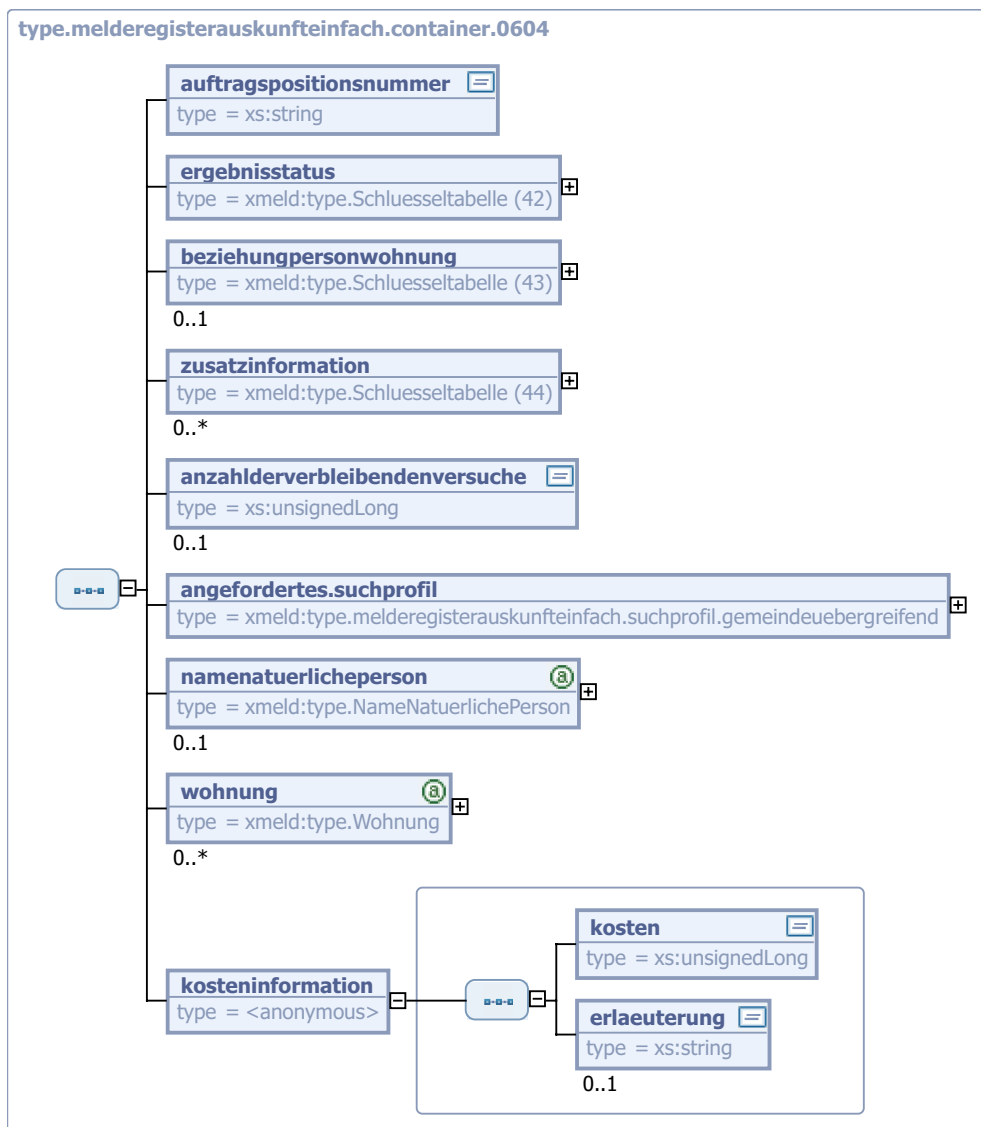 type.melderegisterauskunfteinfach.container.0604
auftragspositionsnummer
type = xs:string
ergebnisstatus
type = xmeld:type.Schluesseltabelle (42)
beziehungpersonwohnung
type = xmeld:type.Schluesseltabelle (43)
0..1
zusatzinformation
type = xmeld:type.Schluesseltabelle (44)
0..*
anzahlderverbleibendenversuche
type = xs:unsignedLong
0..1
angefordertes.suchprofil
type = xmeld:type.melderegisterauskunfteinfach.suchprofil.gemeindeuebergreifend
namenatuerlicheperson
type = xmeld:type.NameNatuerlichePerson
0..1
wohnung
type = xmeld:type.Wohnung
0..*
kosteninformation
type = <anonymous>
kosten
type = xs:unsignedLong
erlaeuterung
type = xs:string
0..1